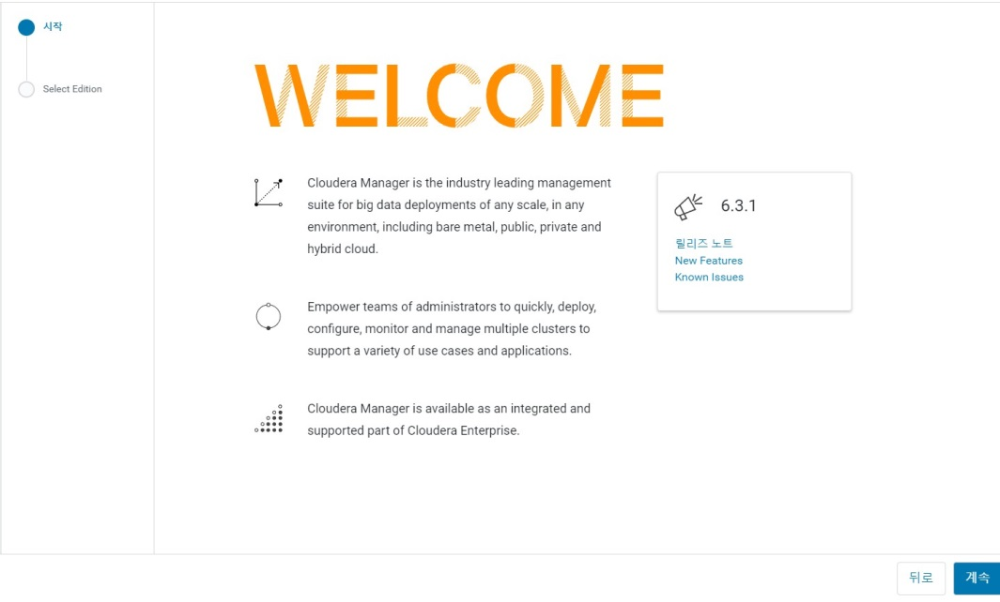 시작
Select Edition
WELCOME
Cloudera Manager is the industry leading management
suite for big data deployments of any scale, in any
environment, including bare metal, public, private and
hybrid cloud.
Empower teams of administrators to quickly, deploy,
configure, monitor and manage multiple clusters to
support a variety of use cases and applications.
Cloudera Manager is available as an integrated and
supported part of Cloudera Enterprise.
6.3.1
릴리즈 노트
New Features
Known Issues
뒤로
계속